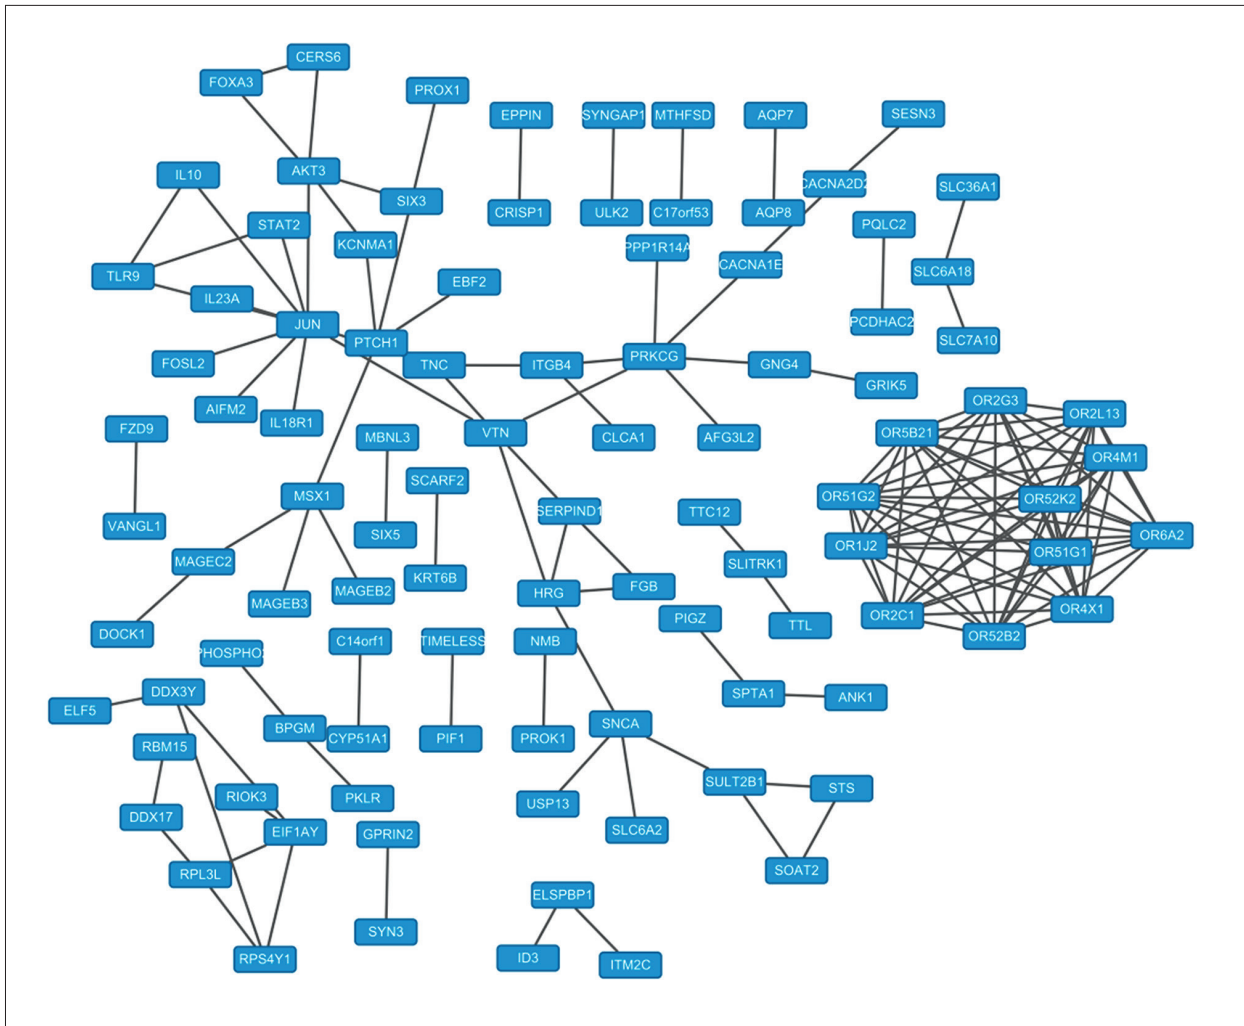 CERS6
FOXA3
PROX1
EPPIN
SYNGAP1
MTHFSD
AQP7
SESN3
AKT3
IL10
SIX3
CRISP1
ULK2
C17orf53
AQP8
CACNA2D2
SLC36A1
STAT2
KCNMA1
PPP1R14A
CACNA1E
PQLC2
TLR9
IL23A
EBF2
SLC6A18
JUN
PTCH1
PCDHAC2
SLC7A10
FOSL2
TNC
ITGB4
PRKCG
GNG4
GRIK5
AIFM2
IL18R1
VTN
CLCA1
AFG3L2
OR2G3
OR2L13
OR5B21
OR4M1
FZD9
MBNL3
SCARF2
MSX1
SERPIND1
TTC12
OR51G2
OR52K2
VANGL1
SIX5
OR1J2
OR51G1
OR6A2
MAGEC2
KRT6B
SLITRK1
MAGEB3
MAGEB2
HRG
FGB
OR2C1
OR4X1
DOCK1
PIGZ
TTL
OR52B2
PHOSPHO2
C14orf1
TIMELESS
NMB
DDX3Y
ELF5
SPTA1
ANK1
BPGM
CYP51A1
PIF1
PROK1
SNCA
RBM15
RIOK3
PKLR
USP13
SULT2B1
STS
DDX17
EIF1AY
GPRIN2
SLC6A2
RPL3L
SOAT2
ELSPBP1
SYN3
RPS4Y1
ID3
ITM2C